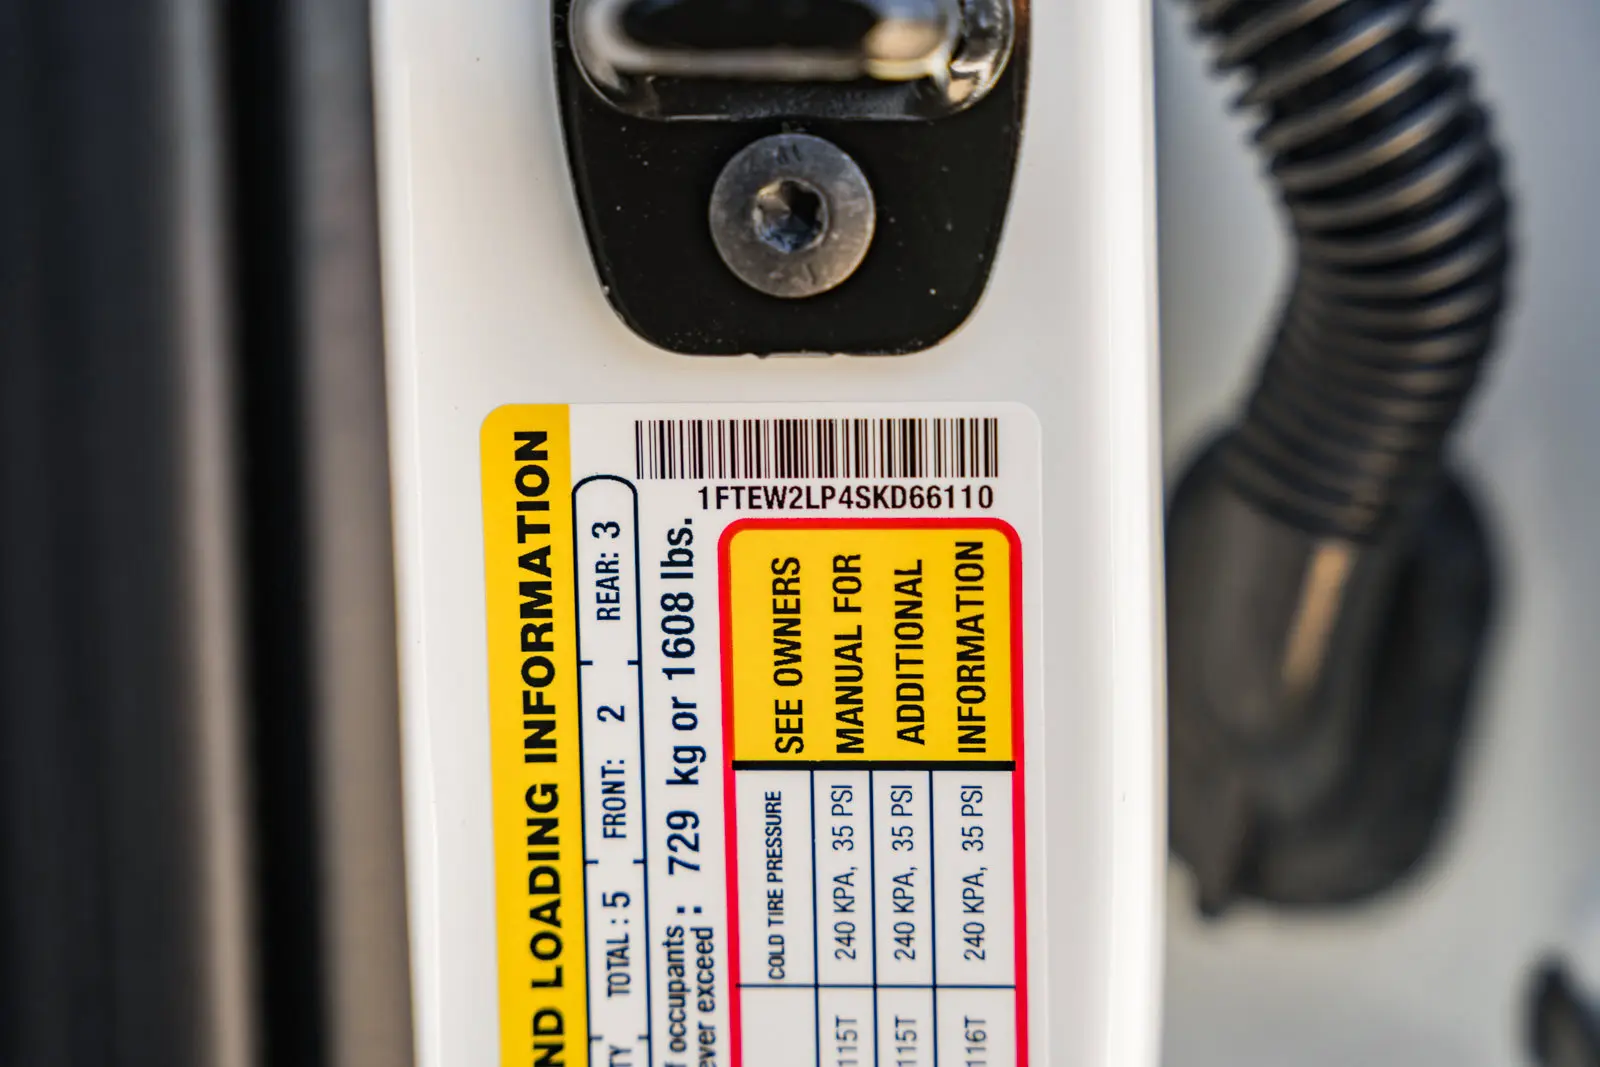 1FTEW2LP4SKD66110
ND LOADING INFORMATION
TY TOTAL : 5 FRONT: 2 REAR: 3
f occupants : 729 kg or 1608 lbs.
ever exceed
COLD TIRE PRESSURE
115T 240 KPA, 35 PSI
115T 240 KPA, 35 PSI
116T 240 KPA, 35 PSI
SEE OWNERS
MANUAL FOR
ADDITIONAL
INFORMATION